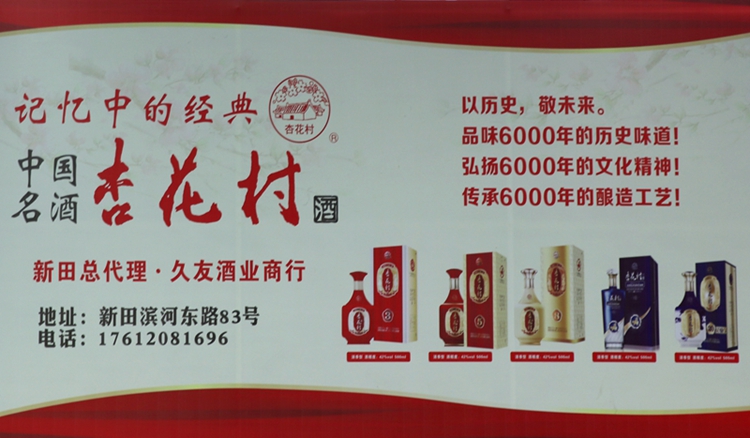 记忆中的经典
杏花村
®
中国名酒
杏花村
酒
新田总代理·久友酒业商行
地址：新田滨河东路83号
电话：17612081696
以历史，敬未来。
品味6000年的历史味道！
弘扬6000年的文化精神！
传承6000年的酿造工艺！